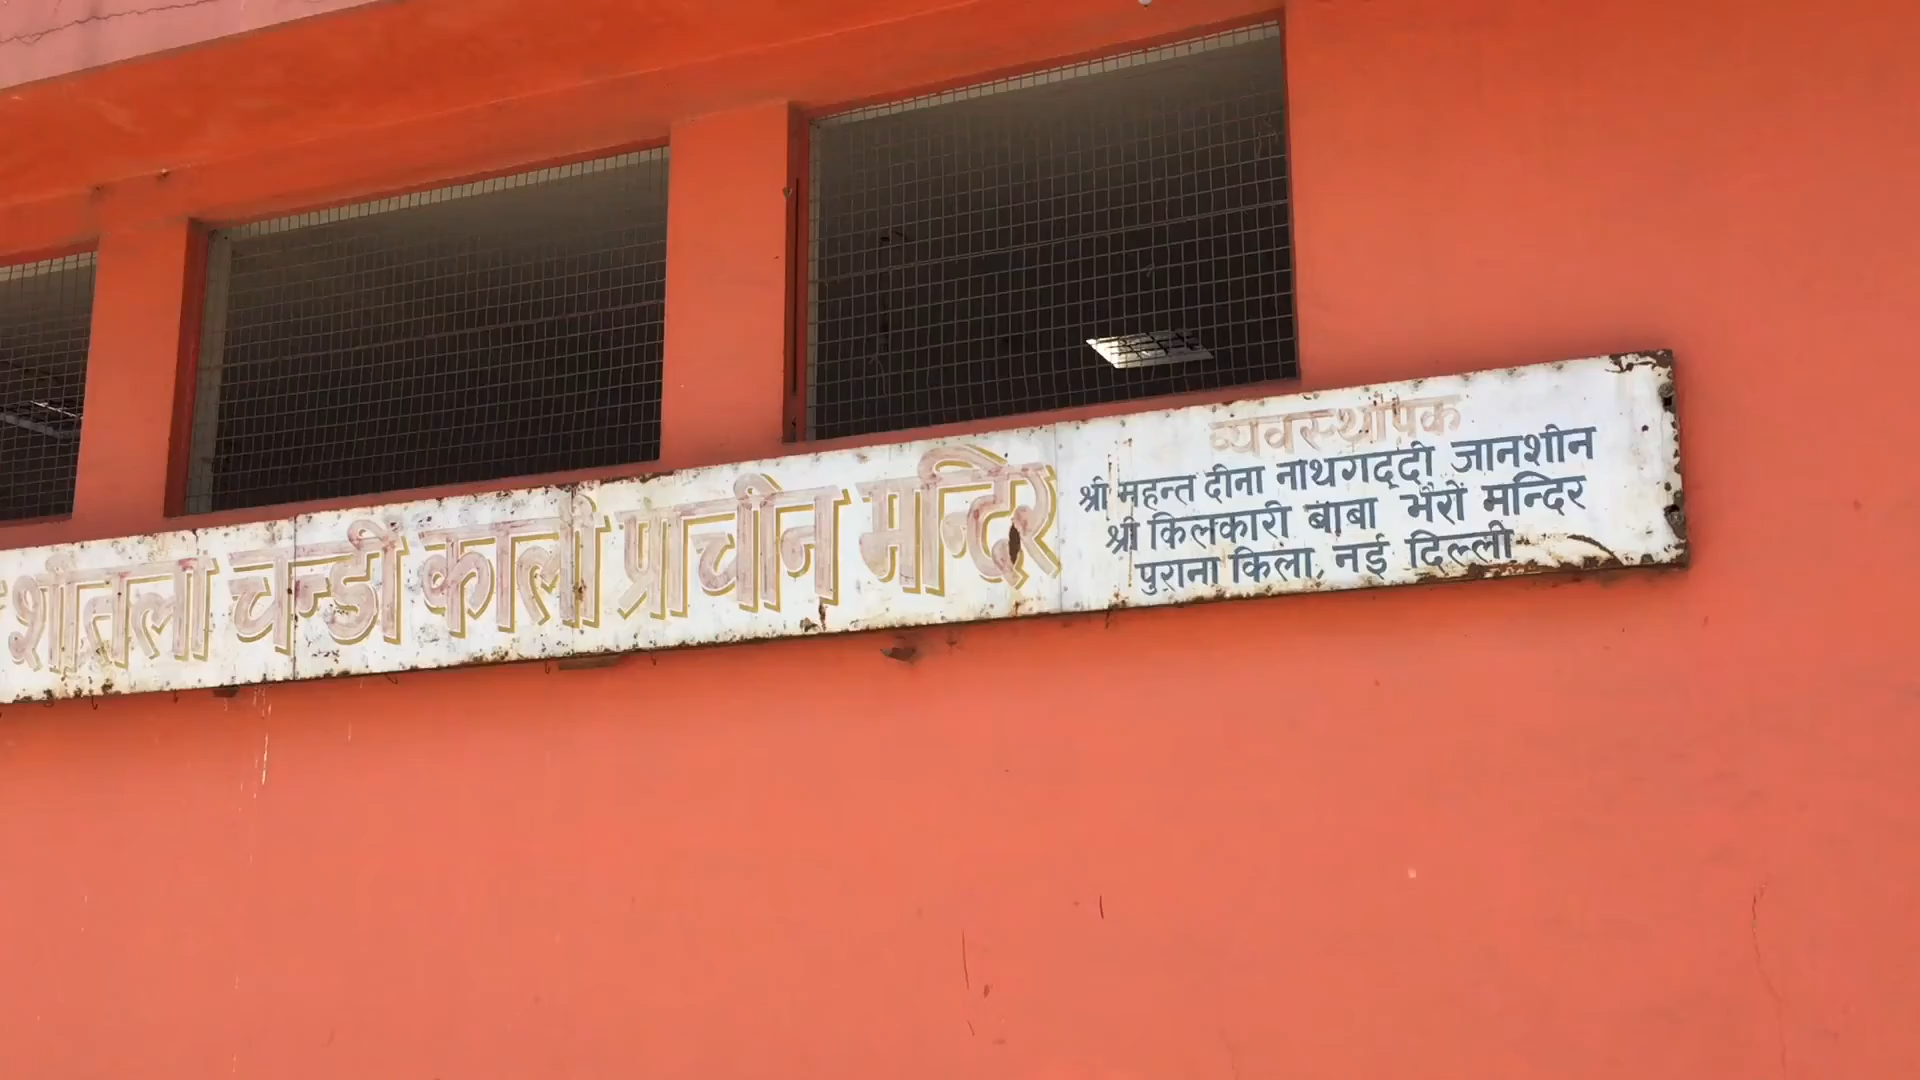 शीतला चन्डी काली प्राचीन मन्दिर
व्यवस्थापक
श्री महन्त दीना नाथगद्दी जानशीन
श्री किलकारी बाबा भैरों मन्दिर
पुराना किला, नई दिल्ली